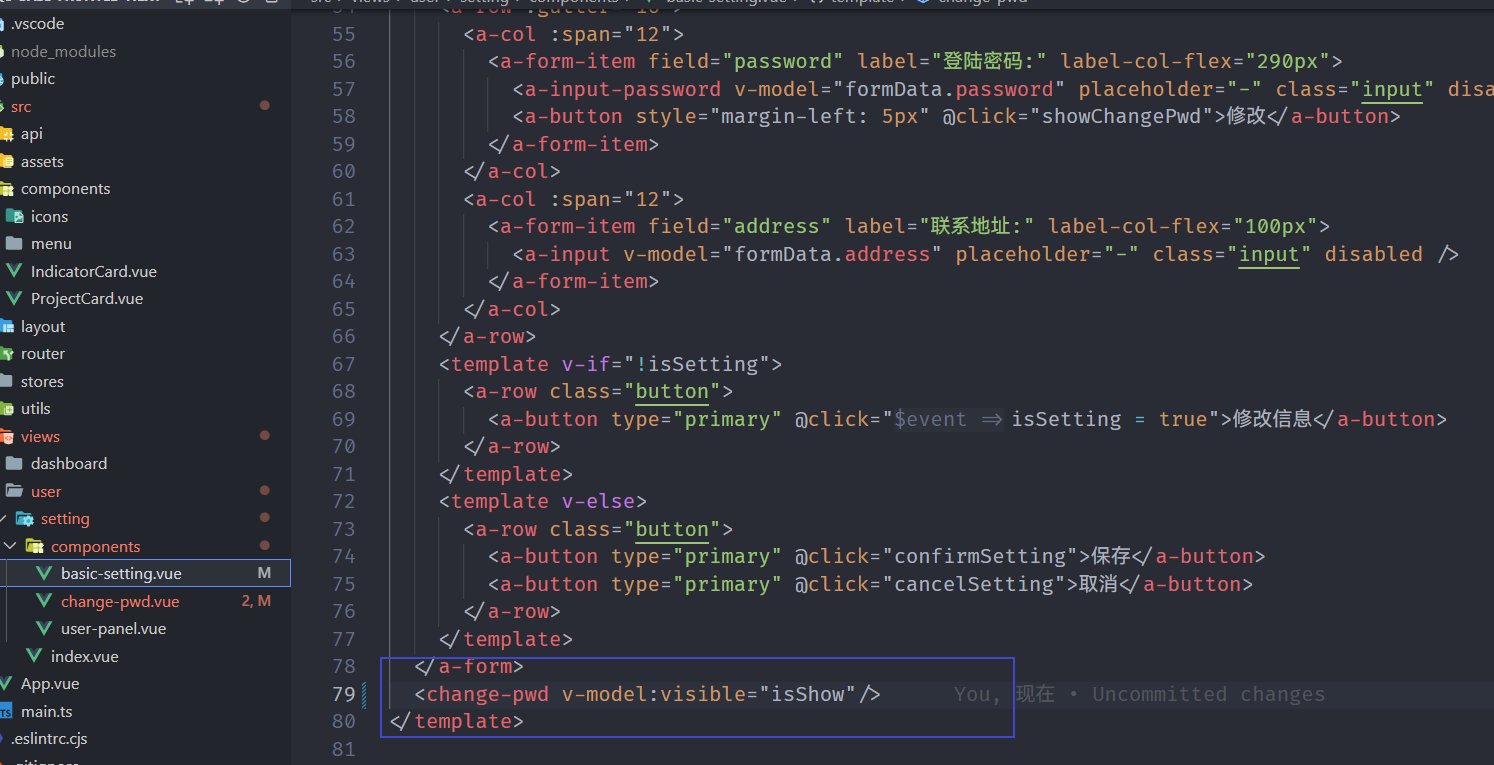 .vscode
node_modules
public
src
api
assets
components
icons
menu
IndicatorCard.vue
ProjectCard.vue
layout
router
stores
utils
views
dashboard
user
setting
components
basic-setting.vue M
change-pwd.vue 2, M
user-panel.vue
index.vue
App.vue
main.ts
.eslintrc.cjs
55 <a-col :span="12">
56 <a-form-item field="password" label="登陆密码:" label-col-flex="290px">
57 <a-input-password v-model="formData.password" placeholder="-" class="input" disa
58 <a-button style="margin-left: 5px" @click="showChangePwd">修改</a-button>
59 </a-form-item>
60 </a-col>
61 <a-col :span="12">
62 <a-form-item field="address" label="联系地址:" label-col-flex="100px">
63 <a-input v-model="formData.address" placeholder="-" class="input" disabled />
64 </a-form-item>
65 </a-col>
66 </a-row>
67 <template v-if="!isSetting">
68 <a-row class="button">
69 <a-button type="primary" @click="$event => isSetting = true">修改信息</a-button>
70 </a-row>
71 </template>
72 <template v-else>
73 <a-row class="button">
74 <a-button type="primary" @click="confirmSetting">保存</a-button>
75 <a-button type="primary" @click="cancelSetting">取消</a-button>
76 </a-row>
77 </template>
78 </a-form>
79 <change-pwd v-model:visible="isShow"/> You, 现在 • Uncommitted changes
80 </template>
81